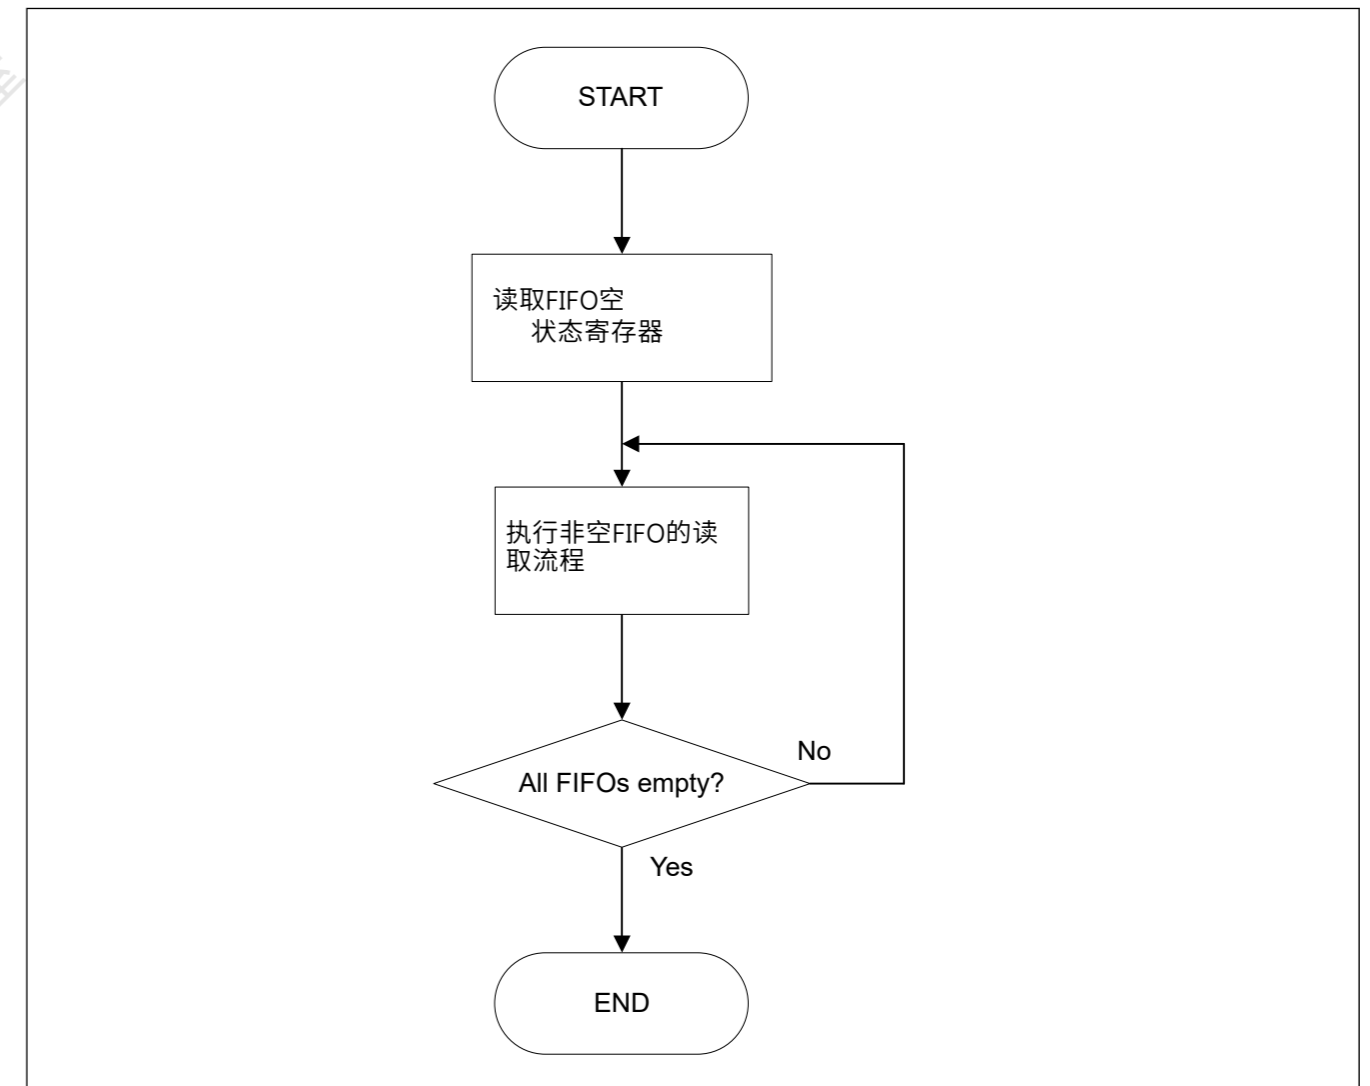 START
读取FIFO空
状态寄存器
执行非空FIFO的读
取流程
All FIFOs empty?
No
Yes
END